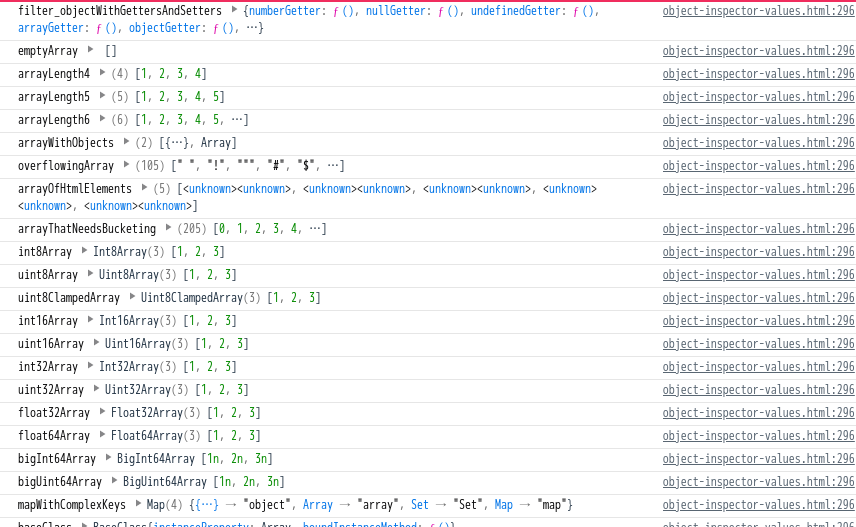 filter_objectWithGettersAndSetters ▶ {numberGetter: ƒ (), nullGetter: ƒ (), undefinedGetter: ƒ (), object-inspector-values.html:296
arrayGetter: ƒ (), objectGetter: ƒ (), …}
emptyArray ▶ [] object-inspector-values.html:296
arrayLength4 ▶ (4) [1, 2, 3, 4] object-inspector-values.html:296
arrayLength5 ▶ (5) [1, 2, 3, 4, 5] object-inspector-values.html:296
arrayLength6 ▶ (6) [1, 2, 3, 4, 5, …] object-inspector-values.html:296
arrayWithObjects ▶ (2) [{…}, Array] object-inspector-values.html:296
overflowingArray ▶ (105) [" ", "!", """, "#", "$", …] object-inspector-values.html:296
arrayOfHtmlElements ▶ (5) [<unknown><unknown>, <unknown><unknown>, <unknown><unknown>, <unknown> object-inspector-values.html:296
<unknown>, <unknown><unknown>]
arrayThatNeedsBucketing ▶ (205) [0, 1, 2, 3, 4, …] object-inspector-values.html:296
int8Array ▶ Int8Array(3) [1, 2, 3] object-inspector-values.html:296
uint8Array ▶ Uint8Array(3) [1, 2, 3] object-inspector-values.html:296
uint8ClampedArray ▶ Uint8ClampedArray(3) [1, 2, 3] object-inspector-values.html:296
int16Array ▶ Int16Array(3) [1, 2, 3] object-inspector-values.html:296
uint16Array ▶ Uint16Array(3) [1, 2, 3] object-inspector-values.html:296
int32Array ▶ Int32Array(3) [1, 2, 3] object-inspector-values.html:296
uint32Array ▶ Uint32Array(3) [1, 2, 3] object-inspector-values.html:296
float32Array ▶ Float32Array(3) [1, 2, 3] object-inspector-values.html:296
float64Array ▶ Float64Array(3) [1, 2, 3] object-inspector-values.html:296
bigInt64Array ▶ BigInt64Array [1n, 2n, 3n] object-inspector-values.html:296
bigUint64Array ▶ BigUint64Array [1n, 2n, 3n] object-inspector-values.html:296
mapWithComplexKeys ▶ Map(4) {{…} → "object", Array → "array", Set → "Set", Map → "map"} object-inspector-values.html:296
baseClass ▶ BaseClass{instanceProperty: Array, boundInstanceMethod: ƒ ()} object-inspector-values.html:296